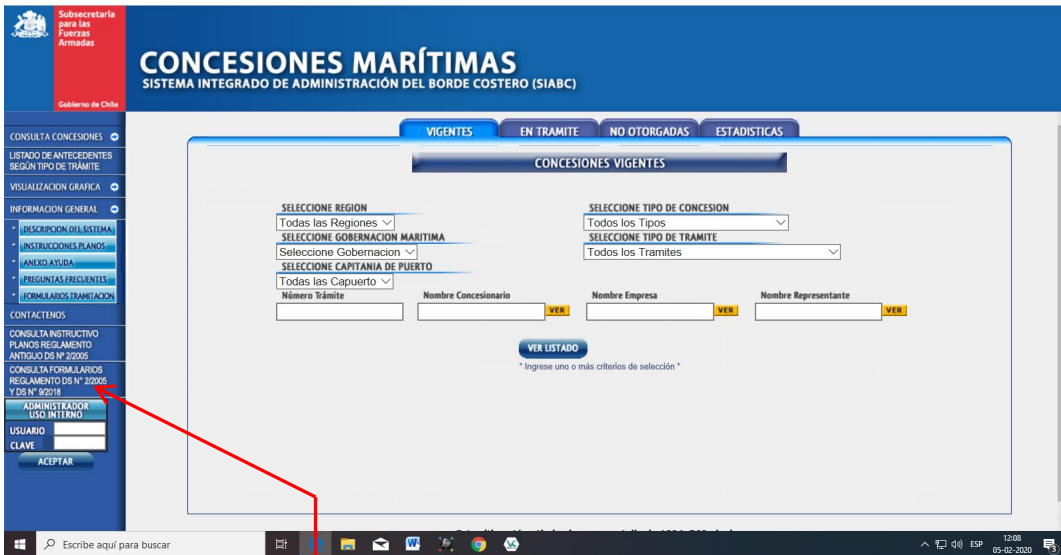 Subsecretaría
para las
Fuerzas
Armadas
Gobierno de Chile
CONCESIONES MARÍTIMAS
SISTEMA INTEGRADO DE ADMINISTRACIÓN DEL BORDE COSTERO (SIABC)
CONSULTA CONCESIONES
LISTADO DE ANTECEDENTES
SEGÚN TIPO DE TRÁMITE
VISUALIZACION GRAFICA
INFORMACION GENERAL
DESCRIPCION DEL SISTEMA
INSTRUCCIONES PLANOS
ANEXO AYUDA
PREGUNTAS FRECUENTES
FORMULARIOS TRAMITACION
CONTACTENOS
CONSULTA INSTRUCTIVO
PLANOS REGLAMENTO
ANTIGUO DS Nº 2/2005
CONSULTA FORMULARIOS
REGLAMENTO DS N° 2/2005
Y DS N° 9/2018
ADMINISTRADOR
USO INTERNO
USUARIO
CLAVE
ACEPTAR
VIGENTES EN TRAMITE NO OTORGADAS ESTADISTICAS
CONCESIONES VIGENTES
SELECCIONE REGION
Todas las Regiones
SELECCIONE GOBERNACION MARITIMA
Seleccione Gobernacion
SELECCIONE CAPITANIA DE PUERTO
Todas las Capuerto
SELECCIONE TIPO DE CONCESION
Todos los Tipos
SELECCIONE TIPO DE TRAMITE
Todos los Tramites
Número Trámite Nombre Concesionario Nombre Empresa Nombre Representante
VER VER VER
VER LISTADO
* Ingrese uno o más criterios de selección *
Escribe aquí para buscar
ESP
12:08
05-02-2020